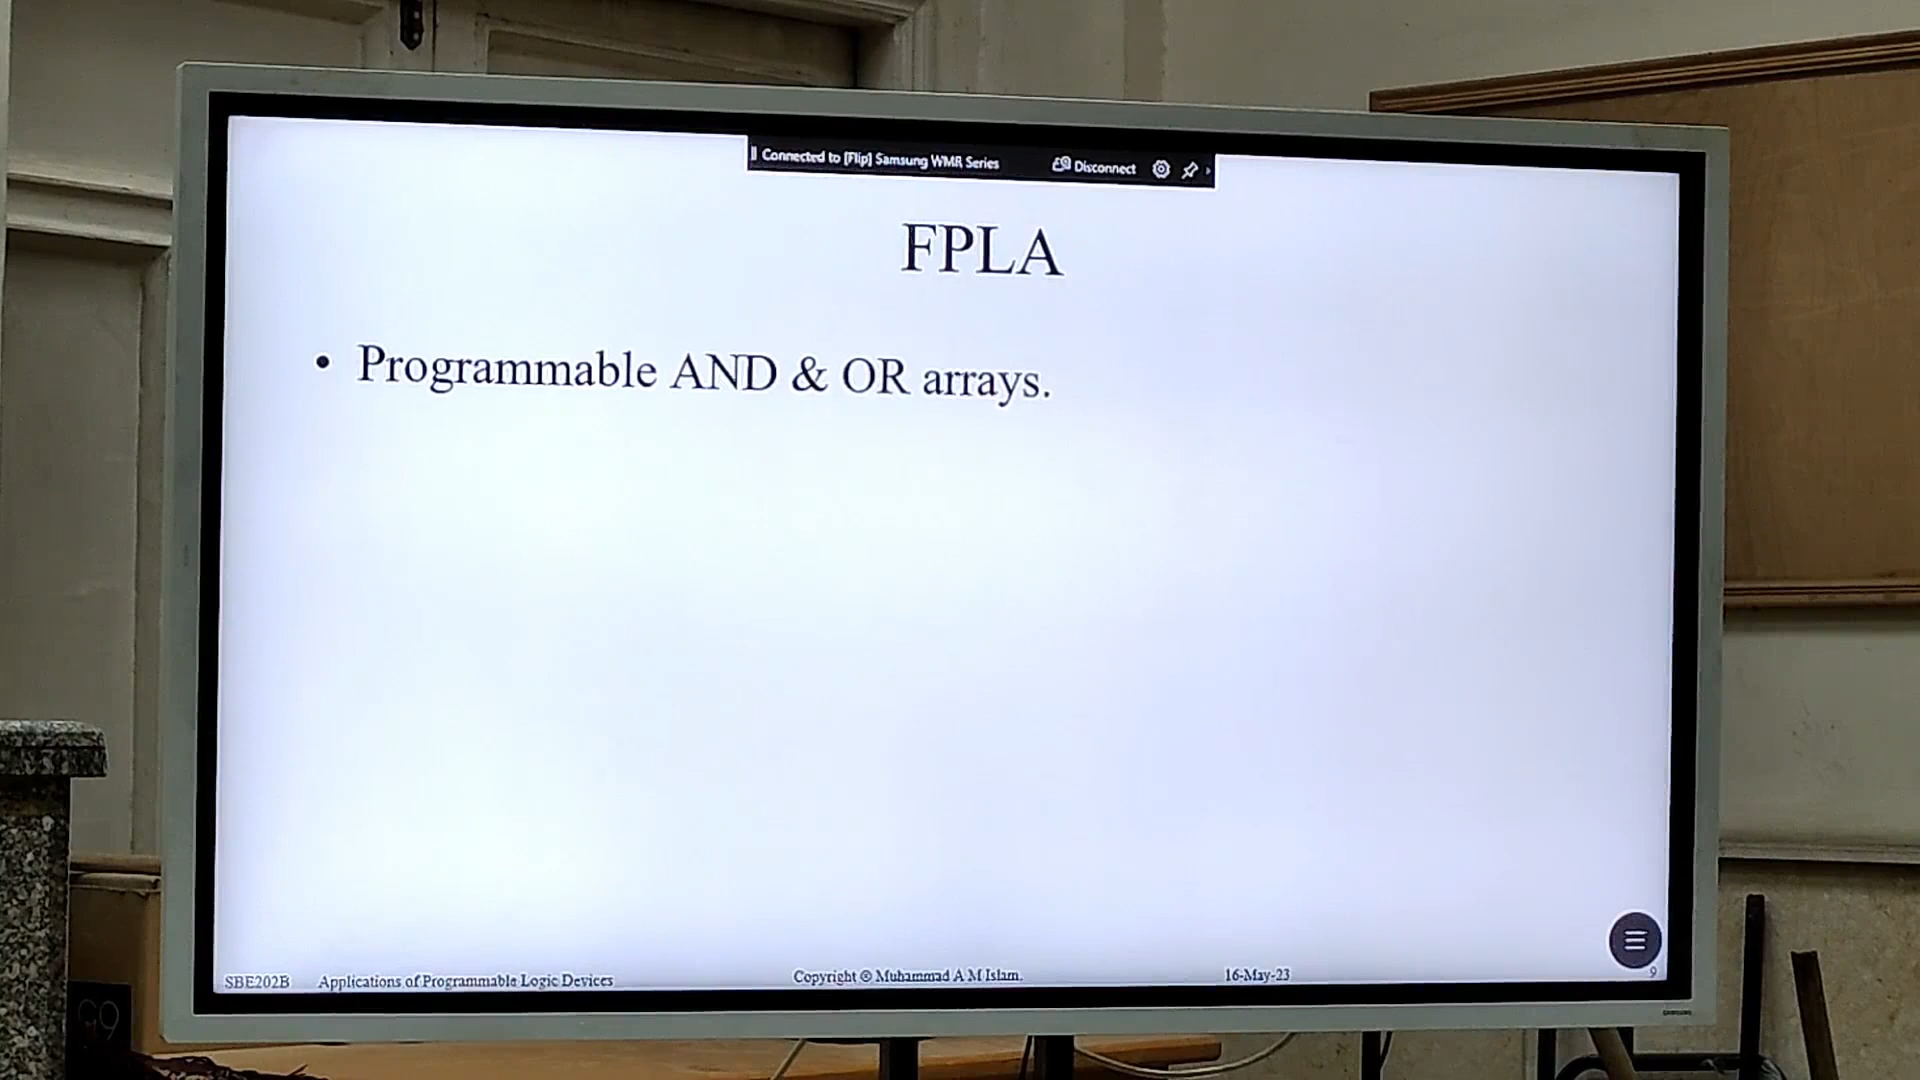 Connected to [Flip] Samsung WMR Series Disconnect
FPLA
• Programmable AND & OR arrays.
SBE202B Applications of Programmable Logic Devices Copyright © Muhammad A M Islam. 16-May-23 9
SAMSUNG